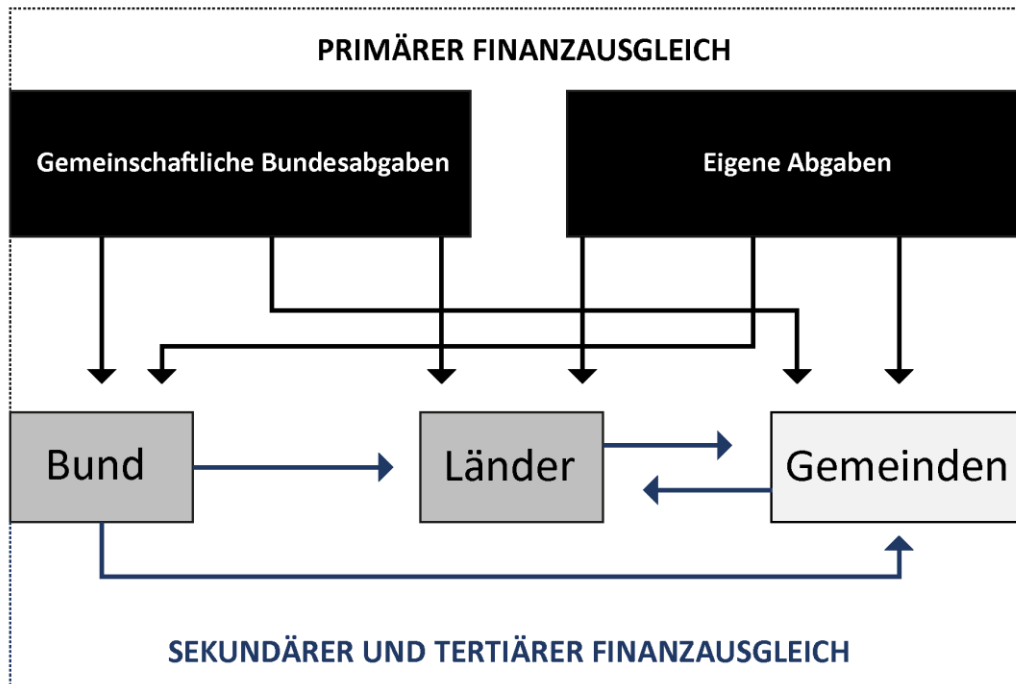 PRIMÄRER FINANZAUSGLEICH
Gemeinschaftliche Bundesabgaben
Eigene Abgaben
Bund
Länder
Gemeinden
SEKUNDÄRER UND TERTIÄRER FINANZAUSGLEICH